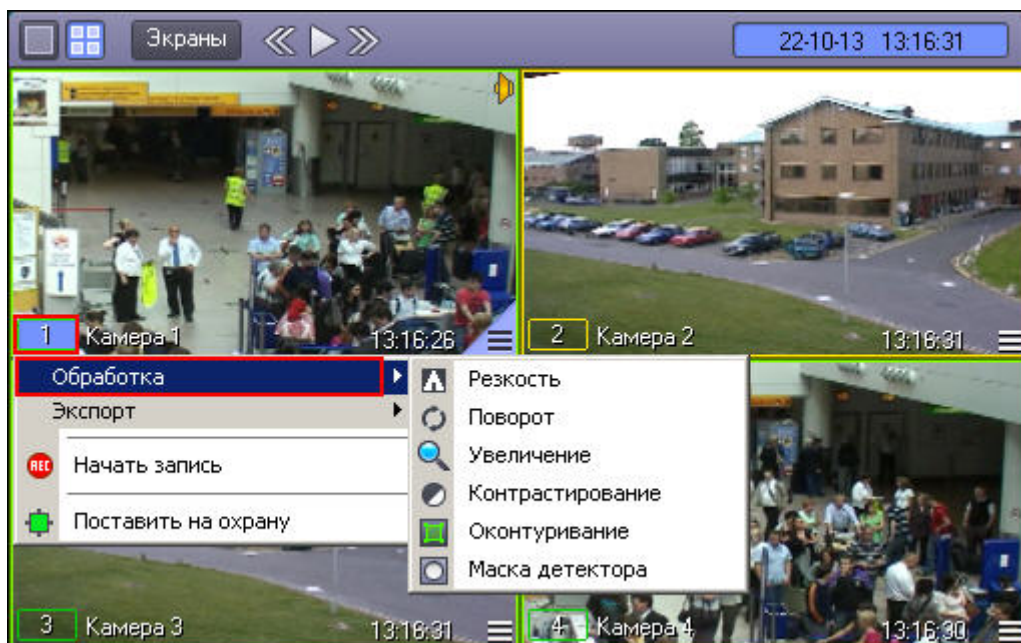 Экраны
22-10-13 13:16:31
1 Камера 1 13:16:26
2 Камера 2 13:16:31
Обработка
Экспорт
REC Начать запись
Поставить на охрану
Резкость
Поворот
Увеличение
Контрастирование
Оконтуривание
Маска детектора
3 Камера 3 13:16:31
4 Камера 4 13:16:30